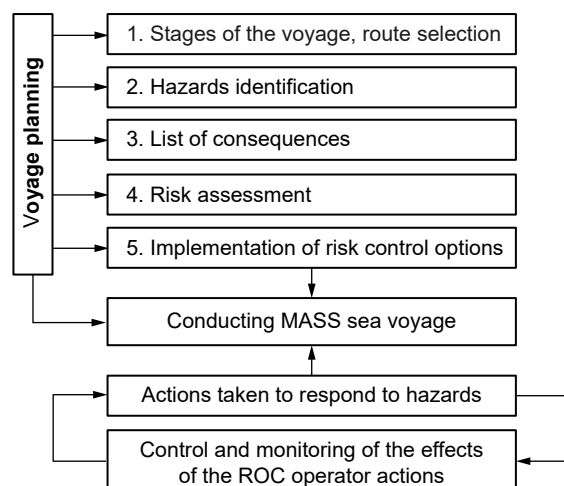 Voyage planning
1. Stages of the voyage, route selection
2. Hazards identification
3. List of consequences
4. Risk assessment
5. Implementation of risk control options
Conducting MASS sea voyage
Actions taken to respond to hazards
Control and monitoring of the effects
of the ROC operator actions